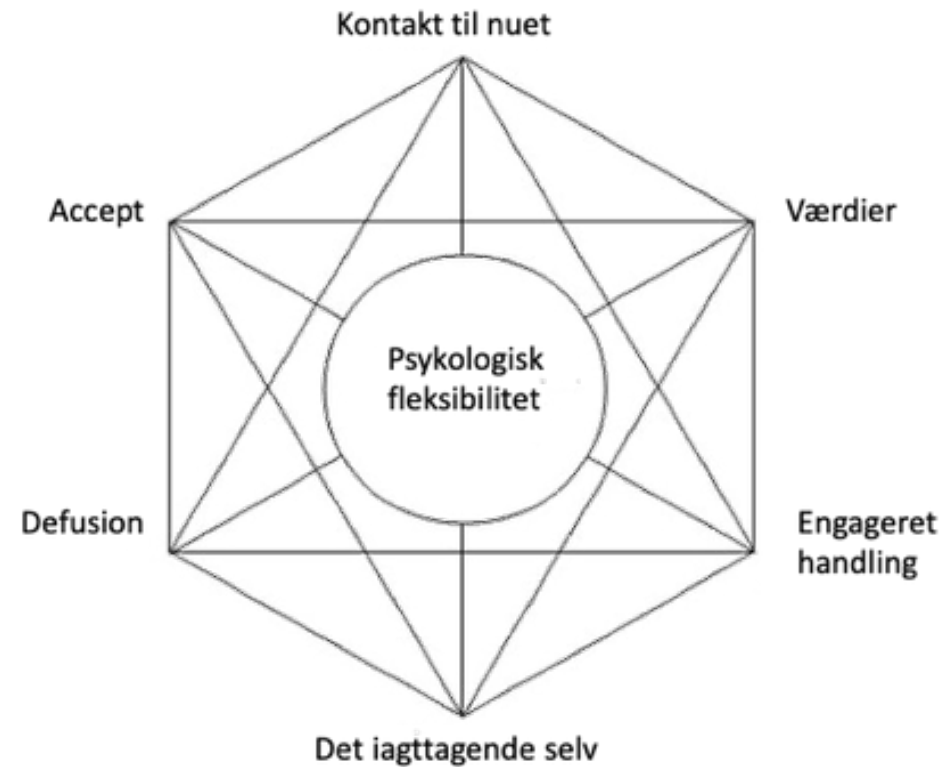 Kontakt til nuet
Accept
Værdier
Psykologisk
fleksibilitet
Defusion
Engageret
handling
Det iagttagende selv